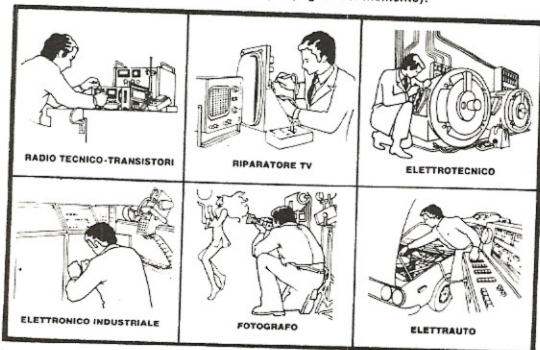 RADIO TECNICO-TRANSISTORI
RIPARATORE TV
ELETTROTECNICO
ELETTRONICO INDUSTRIALE
FOTOGRAFO
ELETTRAUTO